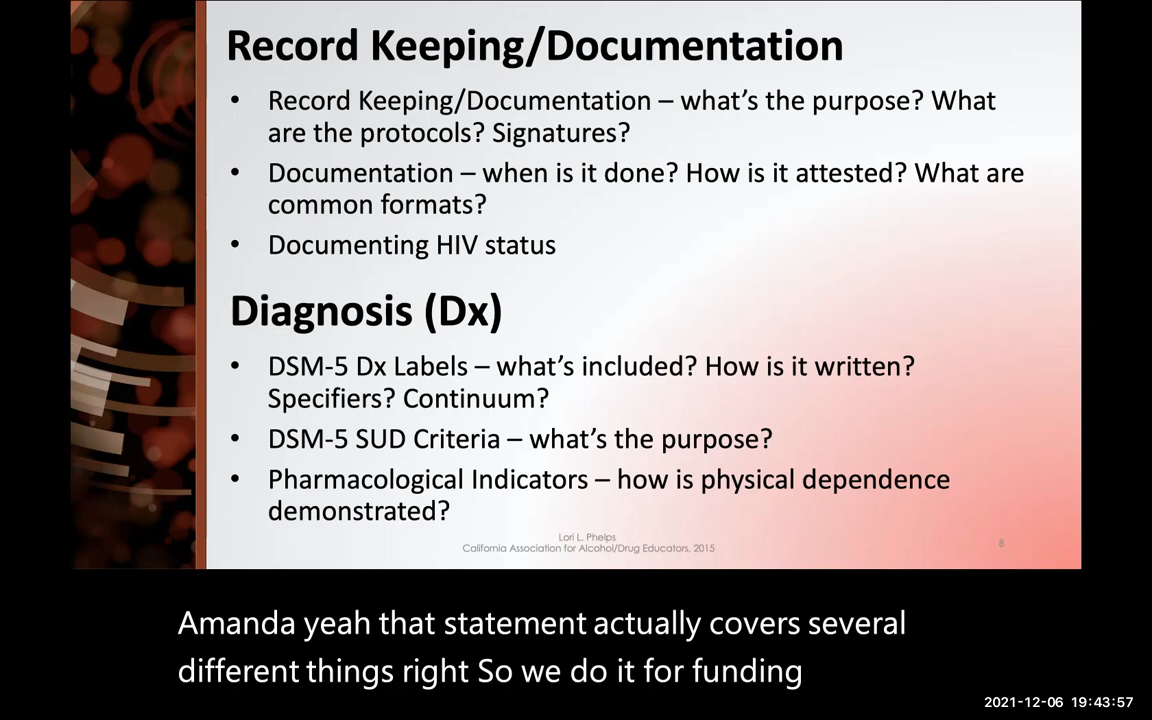 Record Keeping/Documentation
• Record Keeping/Documentation – what's the purpose? What
are the protocols? Signatures?
• Documentation – when is it done? How is it attested? What are
common formats?
• Documenting HIV status
Diagnosis (Dx)
• DSM-5 Dx Labels – what's included? How is it written?
Specifiers? Continuum?
• DSM-5 SUD Criteria – what's the purpose?
• Pharmacological Indicators – how is physical dependence
demonstrated?
Lori L. Phelps
California Association for Alcohol/Drug Educators, 2015
8
Amanda yeah that statement actually covers several
different things right So we do it for funding
2021-12-06 19:43:57